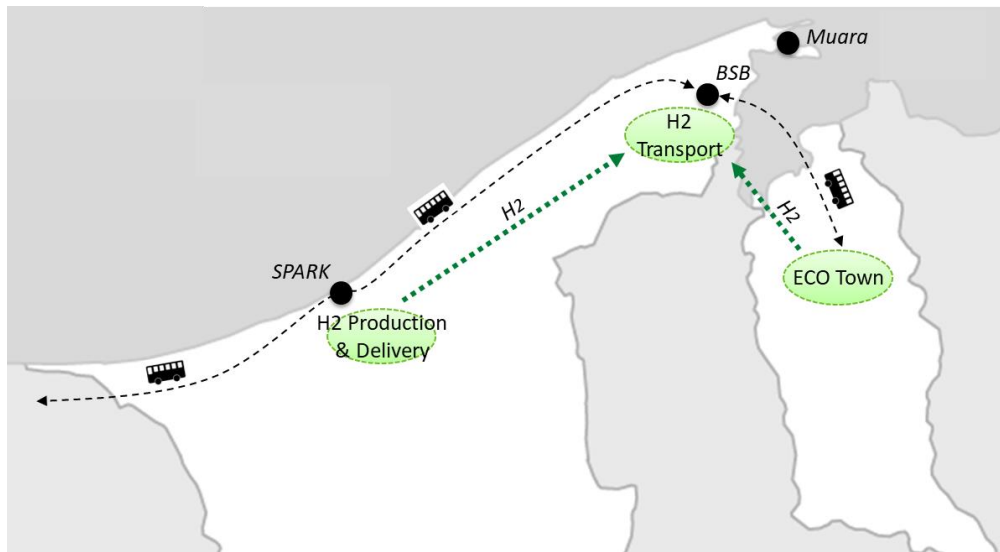 Muara
BSB
H2
Transport
H2
H2
SPARK
ECO Town
H2 Production
& Delivery